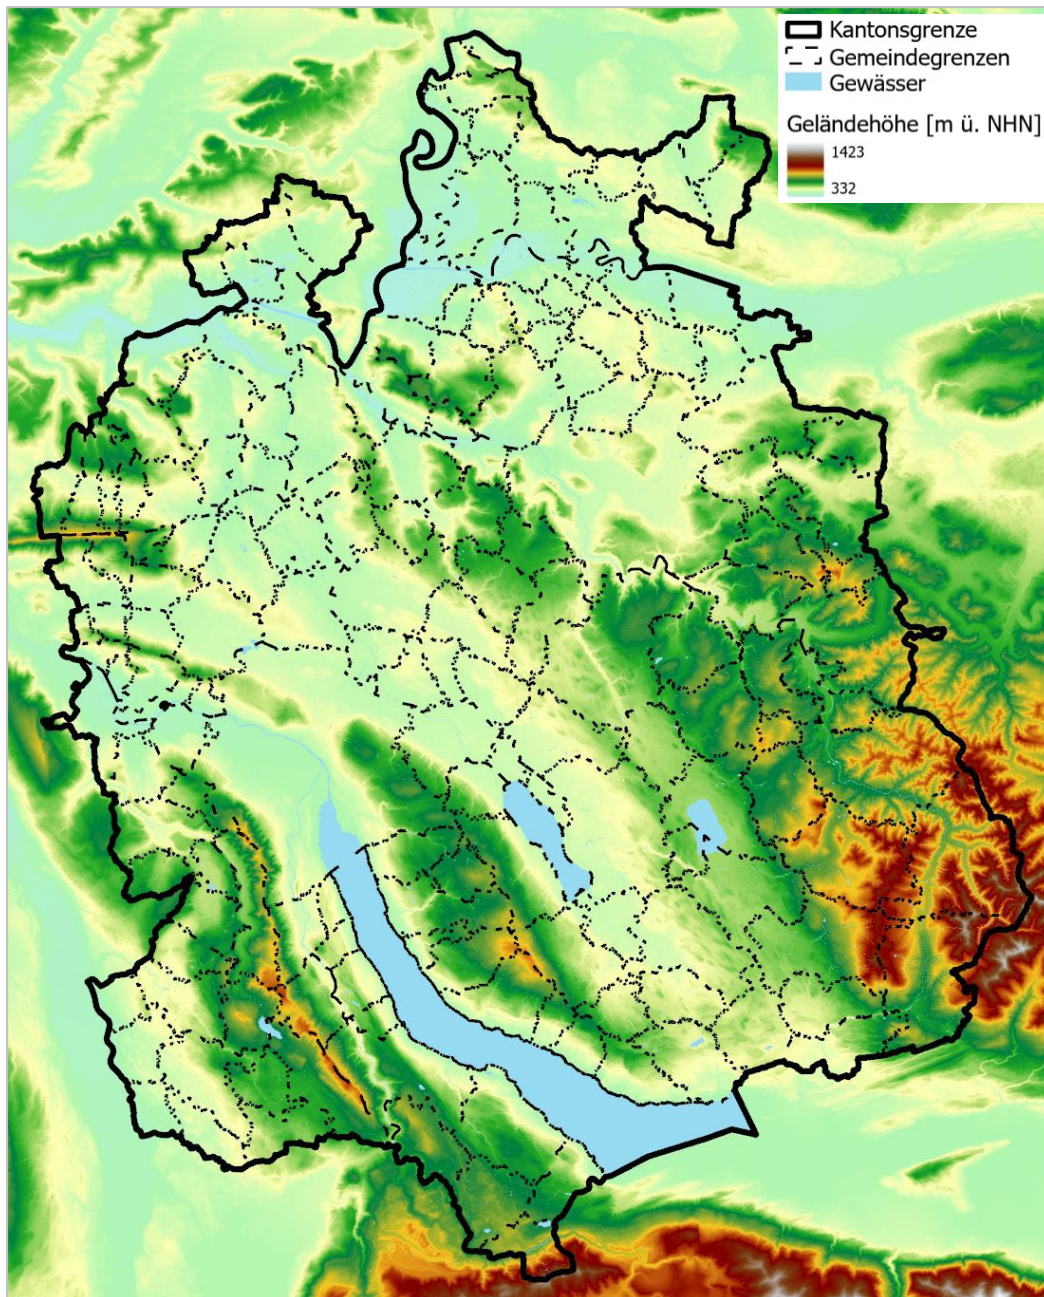 Kantonsgrenze
Gemeindegrenzen
Gewässer
Geländehöhe [m ü. NHN]
1423
332